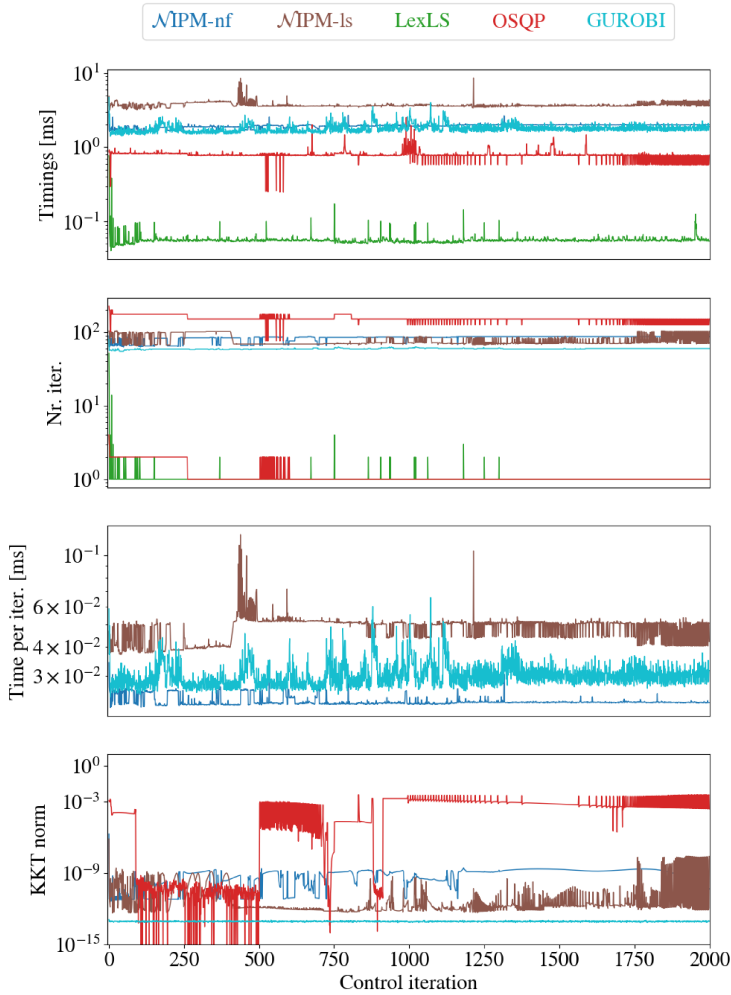 𝒩IPM-nf 𝒩IPM-ls LexLS OSQP GUROBI
10¹
10⁰
10⁻¹
Timings [ms]
10²
10¹
10⁰
Nr. iter.
10⁻¹
6 × 10⁻²
4 × 10⁻²
3 × 10⁻²
Time per iter. [ms]
10⁰
10⁻³
10⁻⁹
10⁻¹⁵
KKT norm
0 250 500 750 1000 1250 1500 1750 2000
Control iteration